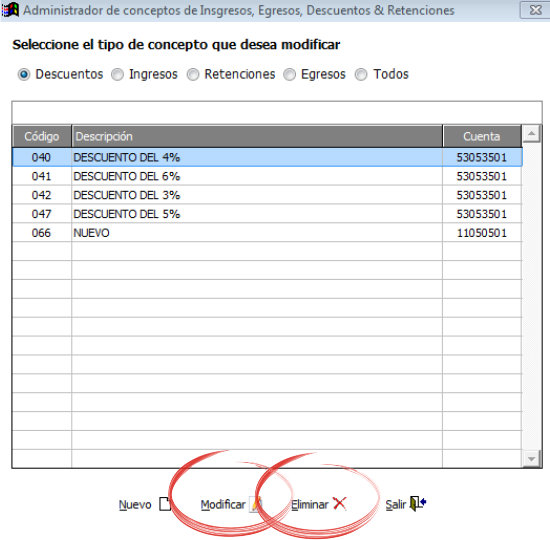 Administrador de conceptos de Insgresos, Egresos, Descuentos & Retenciones
Seleccione el tipo de concepto que desea modificar
Descuentos Ingresos Retenciones Egresos Todos
Código Descripción Cuenta
040 DESCUENTO DEL 4% 53053501
041 DESCUENTO DEL 6% 53053501
042 DESCUENTO DEL 3% 53053501
047 DESCUENTO DEL 5% 53053501
066 NUEVO 11050501
Nuevo Modificar Eliminar Salir